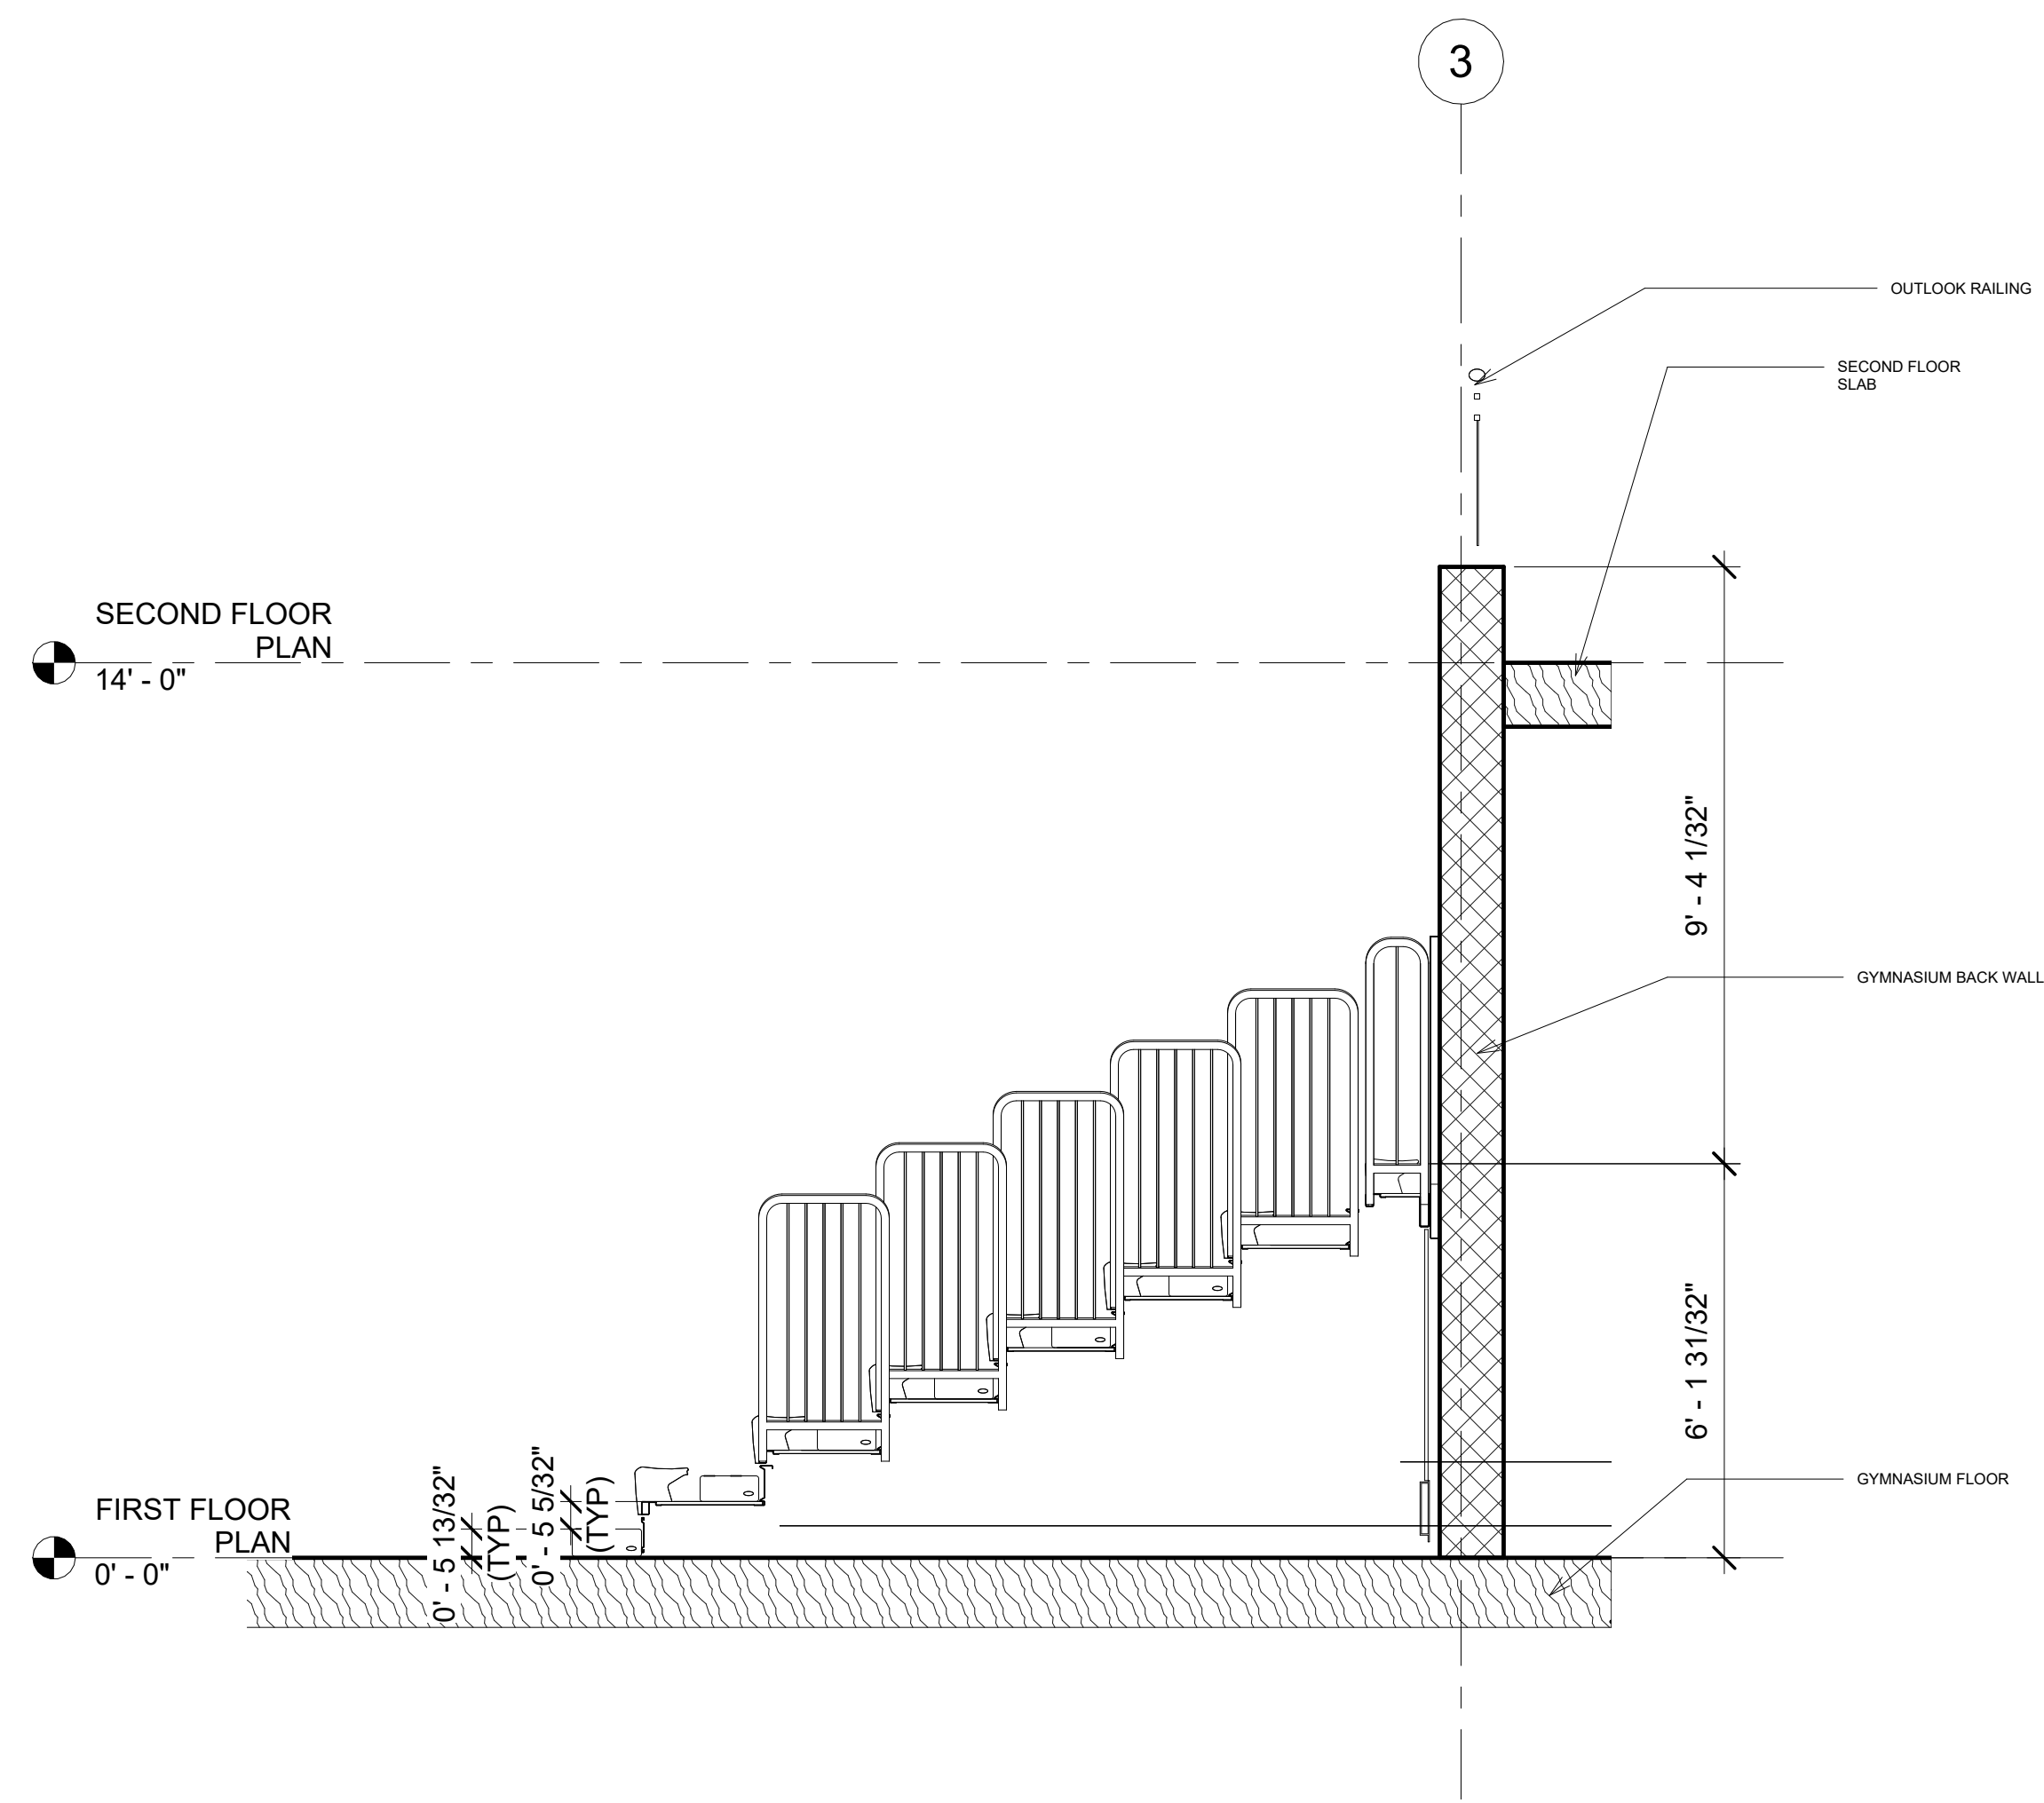 3
OUTLOOK RAILING
SECOND FLOOR
SLAB
SECOND FLOOR
PLAN
14' - 0"
9' - 4 1/32"
GYMNASIUM BACK WALL
6' - 1 31/32"
GYMNASIUM FLOOR
FIRST FLOOR
PLAN
0' - 0"
0' - 5 13/32"
(TYP)
0' - 5 5/32"
(TYP)